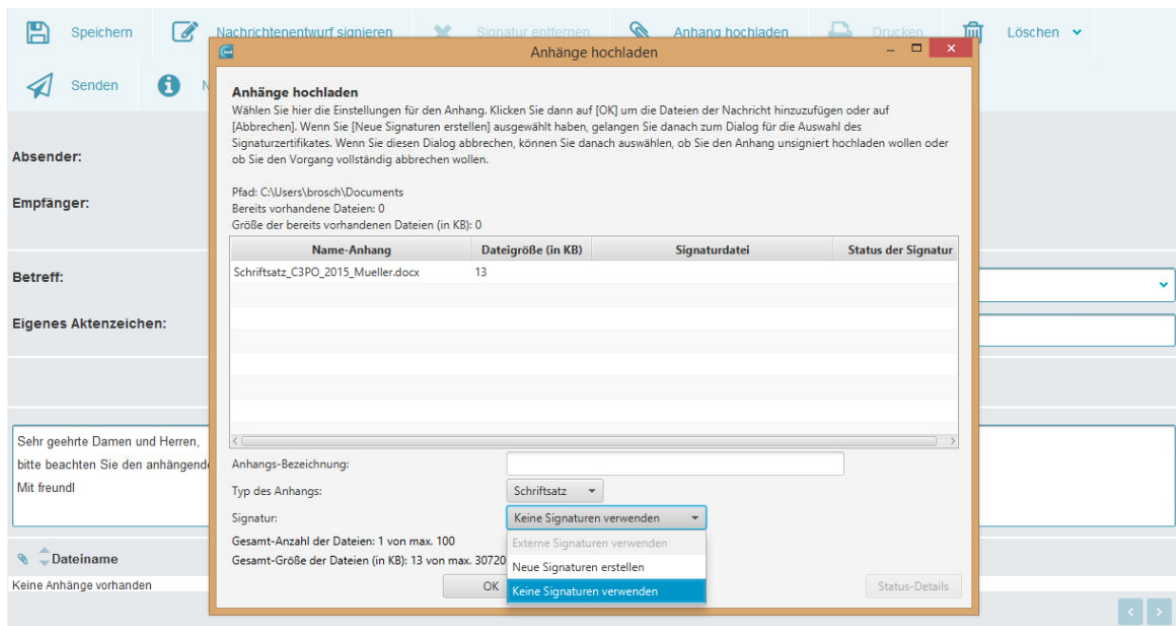 Speichern
Nachrichtenentwurf signieren
Signatur entfernen
Anhang hochladen
Drucken
Löschen
Anhänge hochladen
Senden
N
Anhänge hochladen
Wählen Sie hier die Einstellungen für den Anhang. Klicken Sie dann auf [OK] um die Dateien der Nachricht hinzuzufügen oder auf
[Abbrechen]. Wenn Sie [Neue Signaturen erstellen] ausgewählt haben, gelangen Sie danach zum Dialog für die Auswahl des
Signaturzertifikates. Wenn Sie diesen Dialog abbrechen, können Sie danach auswählen, ob Sie den Anhang unsigniert hochladen wollen oder
ob Sie den Vorgang vollständig abbrechen wollen.
Absender:
Empfänger:
Pfad: C:\Users\brosch\Documents
Bereits vorhandene Dateien: 0
Größe der bereits vorhandenen Dateien (in KB): 0
Name-Anhang Dateigröße (in KB) Signaturdatei Status der Signatur
Schriftsatz_C3PO_2015_Mueller.docx 13
Betreff:
Eigenes Aktenzeichen:
Sehr geehrte Damen und Herren,
bitte beachten Sie den anhängend
Mit freundl
Anhangs-Bezeichnung:
Typ des Anhangs: Schriftsatz
Signatur: Keine Signaturen verwenden
Gesamt-Anzahl der Dateien: 1 von max. 100
Externe Signaturen verwenden
Gesamt-Größe der Dateien (in KB): 13 von max. 30720
Neue Signaturen erstellen
Keine Signaturen verwenden
OK
Status-Details
Dateiname
Keine Anhänge vorhanden